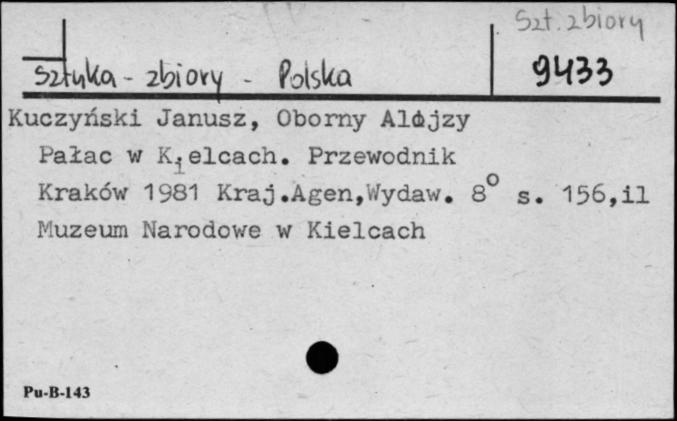 Szt. zbiory
Sztuka - zbiory - Polska
9433
Kuczyński Janusz, Oborny Alojzy
Pałac w Kielcach. Przewodnik
Kraków 1981 Kraj.Agen,Wydaw. 8° s. 156,il
Muzeum Narodowe w Kielcach
Pu-B-143